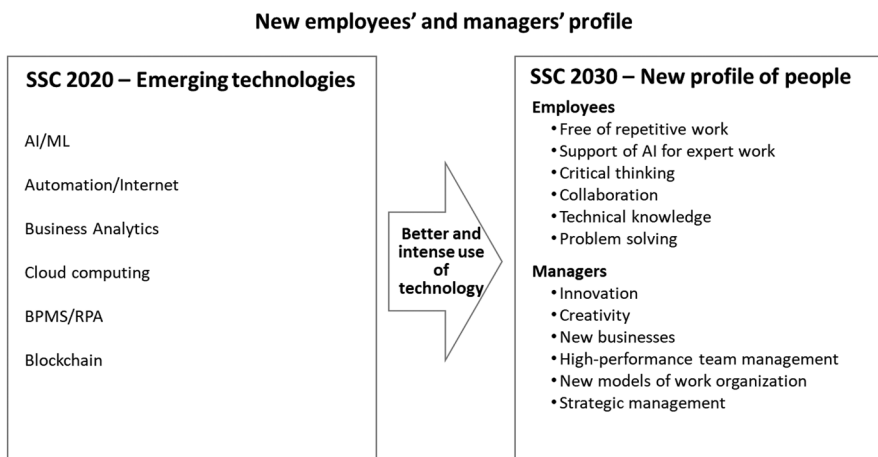 New employees’ and managers’ profile
SSC 2020 – Emerging technologies
AI/ML
Automation/Internet
Business Analytics
Cloud computing
BPMS/RPA
Blockchain
Better and
intense use
of
technology
SSC 2030 – New profile of people
Employees
• Free of repetitive work
• Support of AI for expert work
• Critical thinking
• Collaboration
• Technical knowledge
• Problem solving
Managers
• Innovation
• Creativity
• New businesses
• High-performance team management
• New models of work organization
• Strategic management